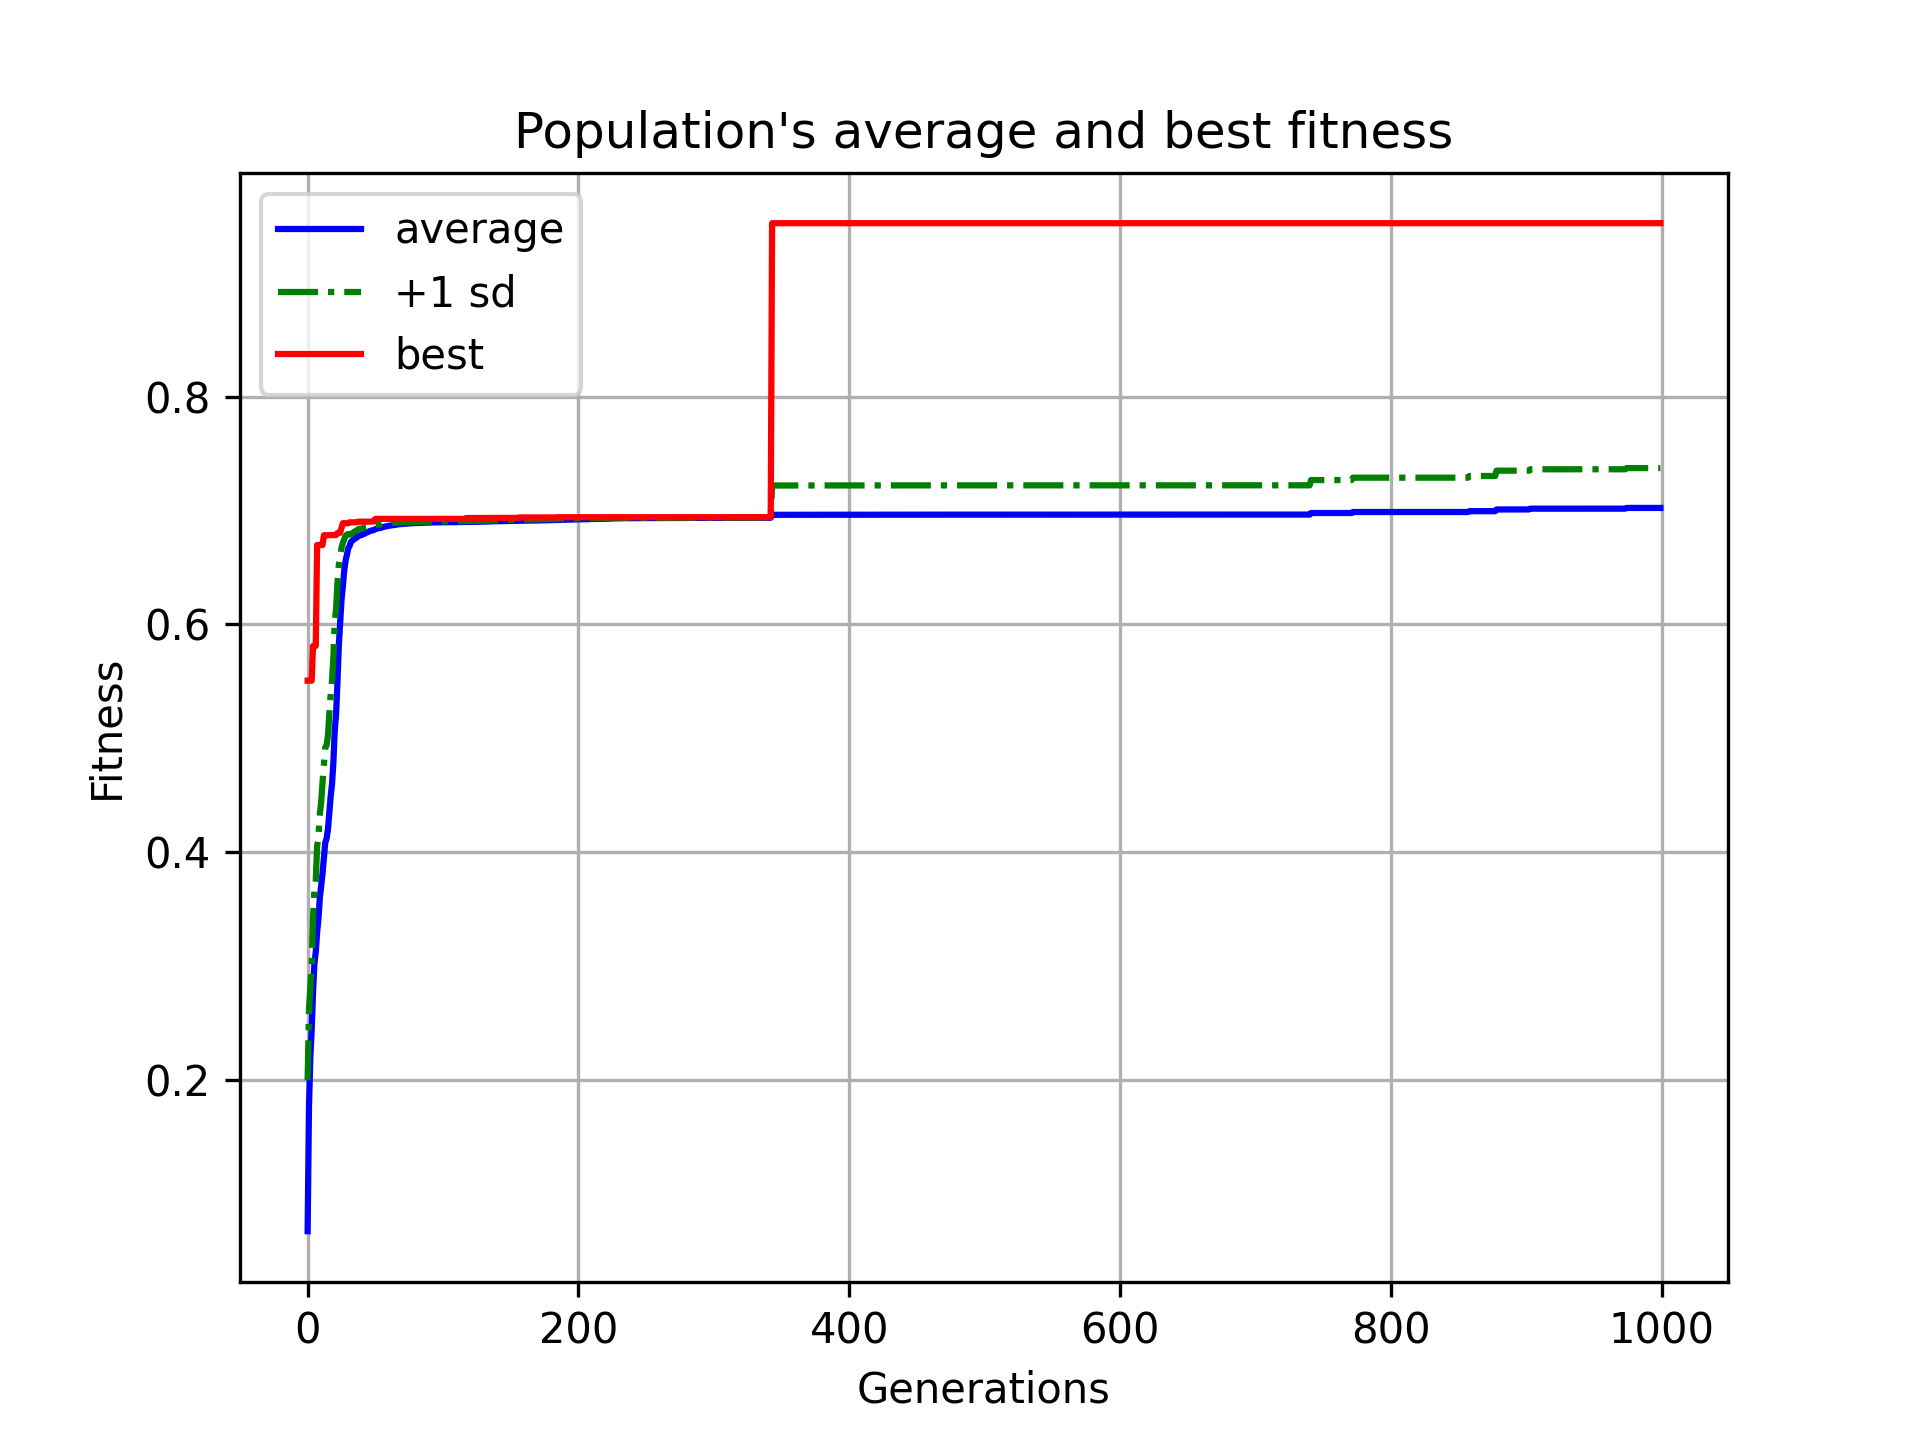 Population's average and best fitness
average
+1 sd
best
0.8
0.6
0.4
0.2
Fitness
0
200
400
600
800
1000
Generations